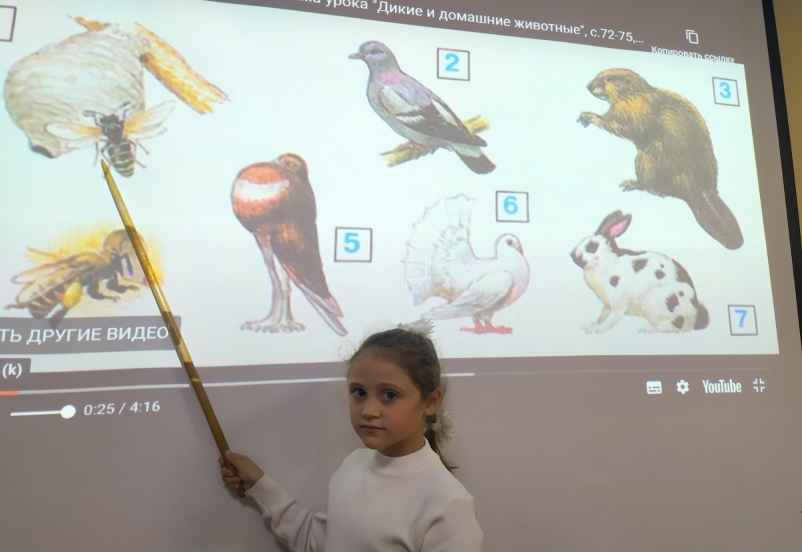 урока "Дикие и домашние животные", с.72-75,...
Копировать ссылку
2
3
5
6
7
ТЬ ДРУГИЕ ВИДЕО
(k)
0:25 / 4:16
YouTube